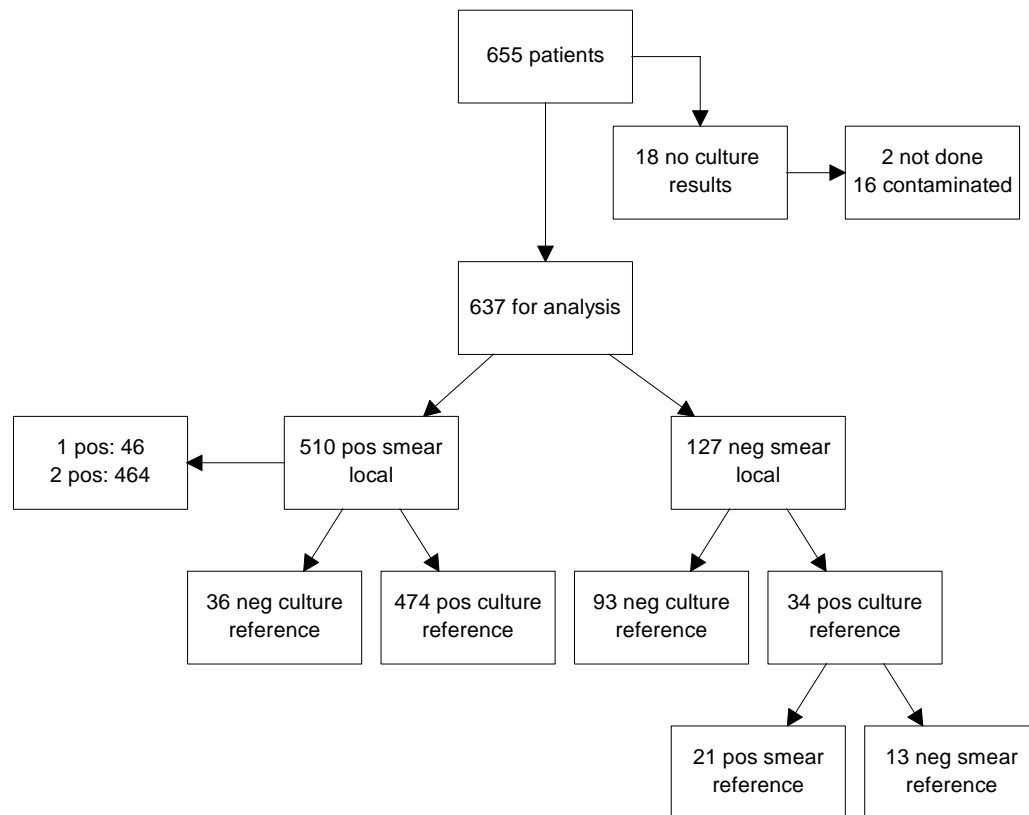 655 patients
18 no culture
results
2 not done
16 contaminated
637 for analysis
1 pos: 46
2 pos: 464
510 pos smear
local
127 neg smear
local
36 neg culture
reference
474 pos culture
reference
93 neg culture
reference
34 pos culture
reference
21 pos smear
reference
13 neg smear
reference